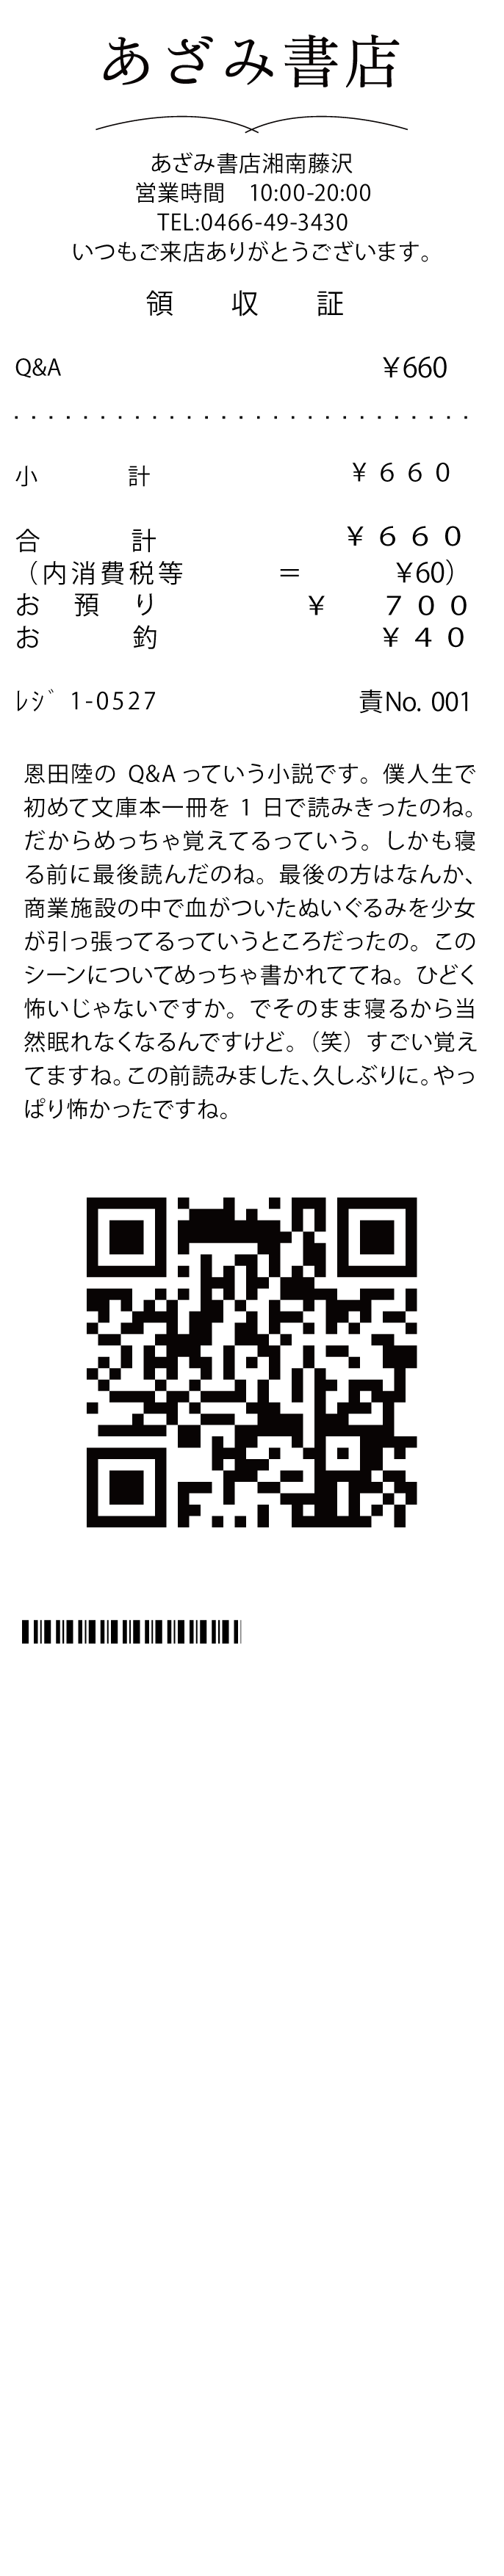 あざみ書店
あざみ書店湘南藤沢
営業時間　10:00-20:00
TEL:0466-49-3430
いつもご来店ありがとうございます。
領　収　証
Q&A ￥660
小　計 ￥６６０
合　計 ￥６６０
（内消費税等 ＝ ￥60）
お　預　り ￥　７００
お　釣 ￥４０
ﾚｼﾞ 1-0527 責No. 001
恩田陸の Q&A っていう小説です。僕人生で
初めて文庫本一冊を 1 日で読みきったのね。
だからめっちゃ覚えてるっていう。しかも寝
る前に最後読んだのね。最後の方はなんか、
商業施設の中で血がついたぬいぐるみを少女
が引っ張ってるっていうところだったの。この
シーンについてめっちゃ書かれててね。ひどく
怖いじゃないですか。でそのまま寝るから当
然眠れなくなるんですけど。（笑）すごい覚え
てますね。この前読みました、久しぶりに。やっ
ぱり怖かったですね。